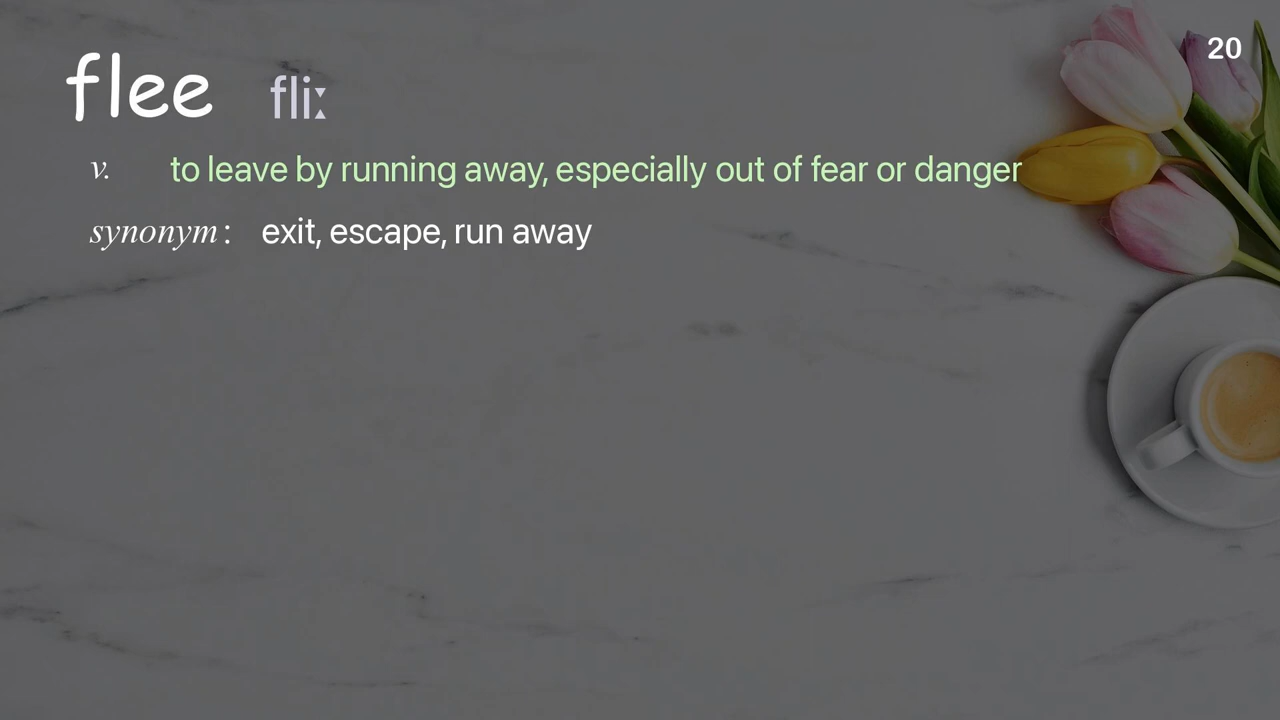 20
flee fliː
v. to leave by running away, especially out of fear or danger
synonym : exit, escape, run away